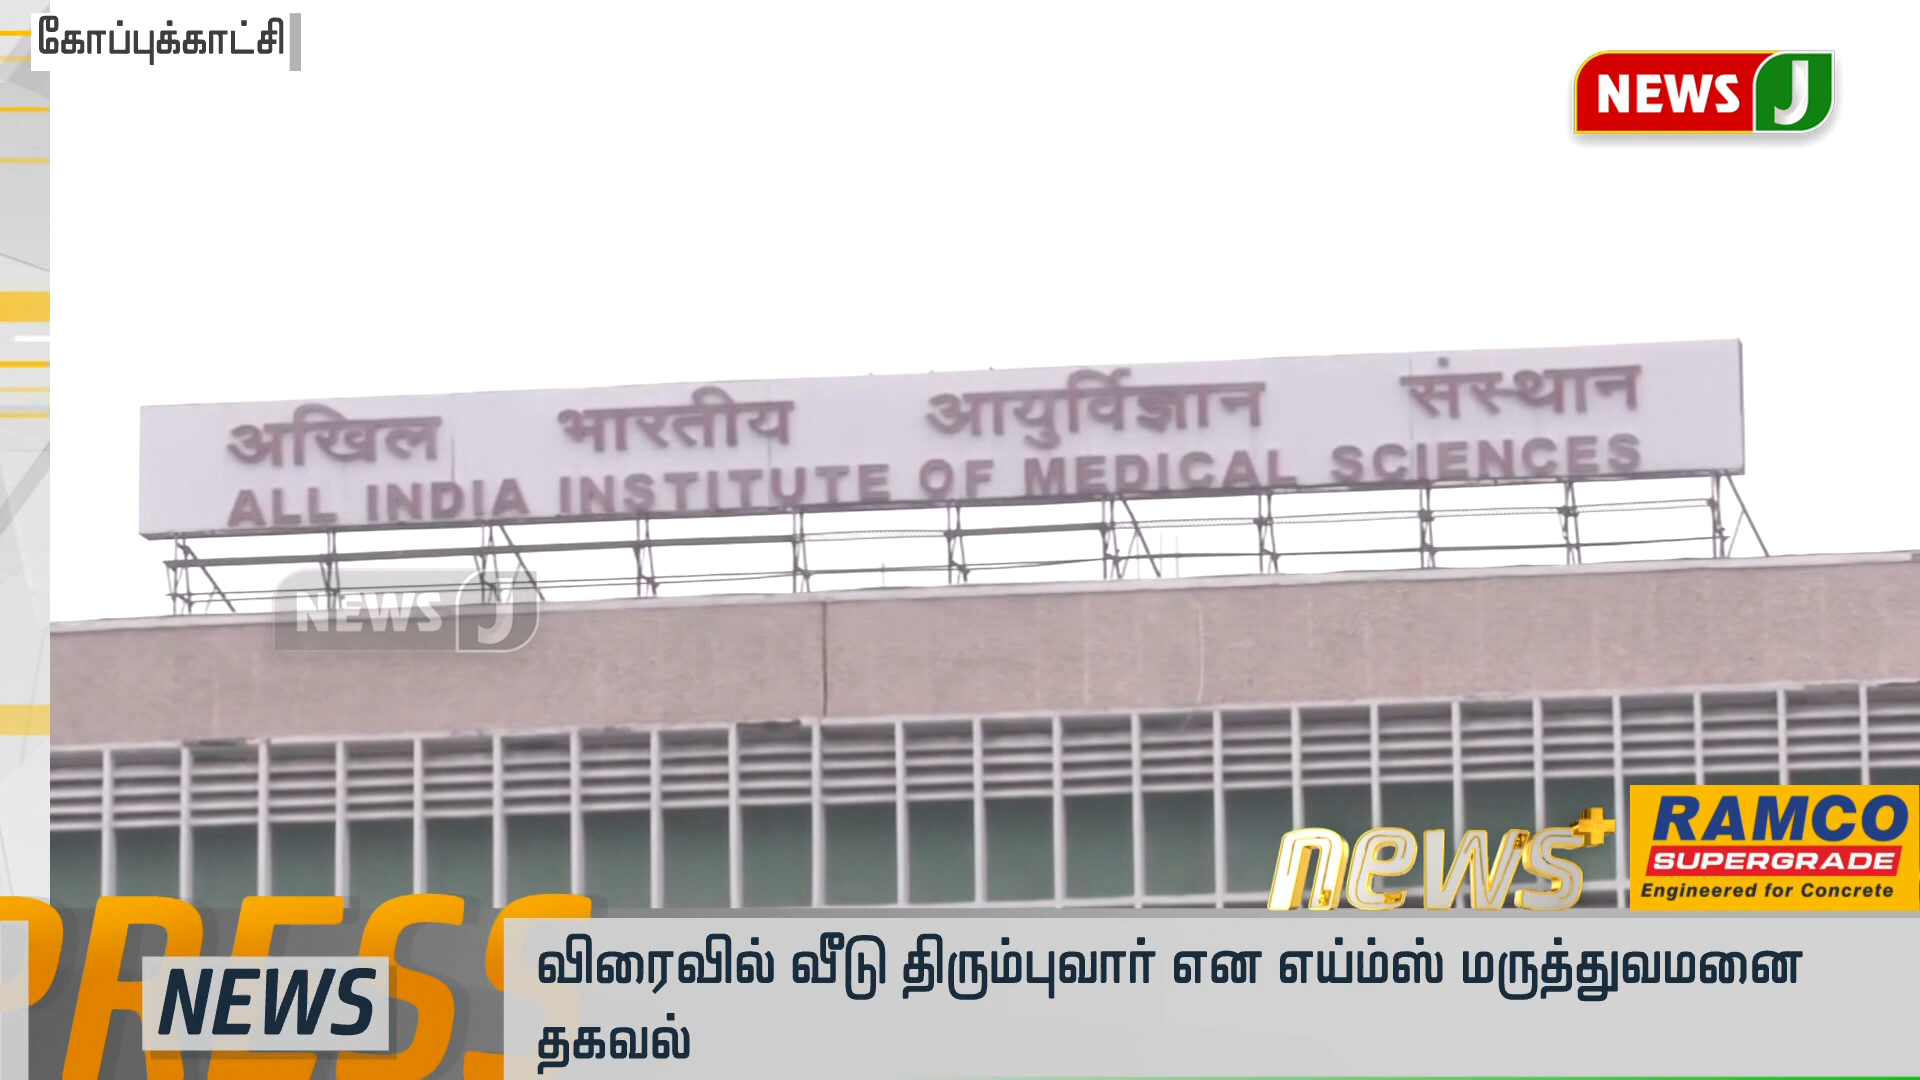 கோப்புக்காட்சி
NEWS J
अखिल भारतीय आयुर्विज्ञान संस्थान
ALL INDIA INSTITUTE OF MEDICAL SCIENCES
NEWS J
news+
RAMCO
SUPERGRADE
Engineered for Concrete
PRESS
NEWS
விரைவில் வீடு திரும்புவார் என எய்ம்ஸ் மருத்துவமனை
தகவல்